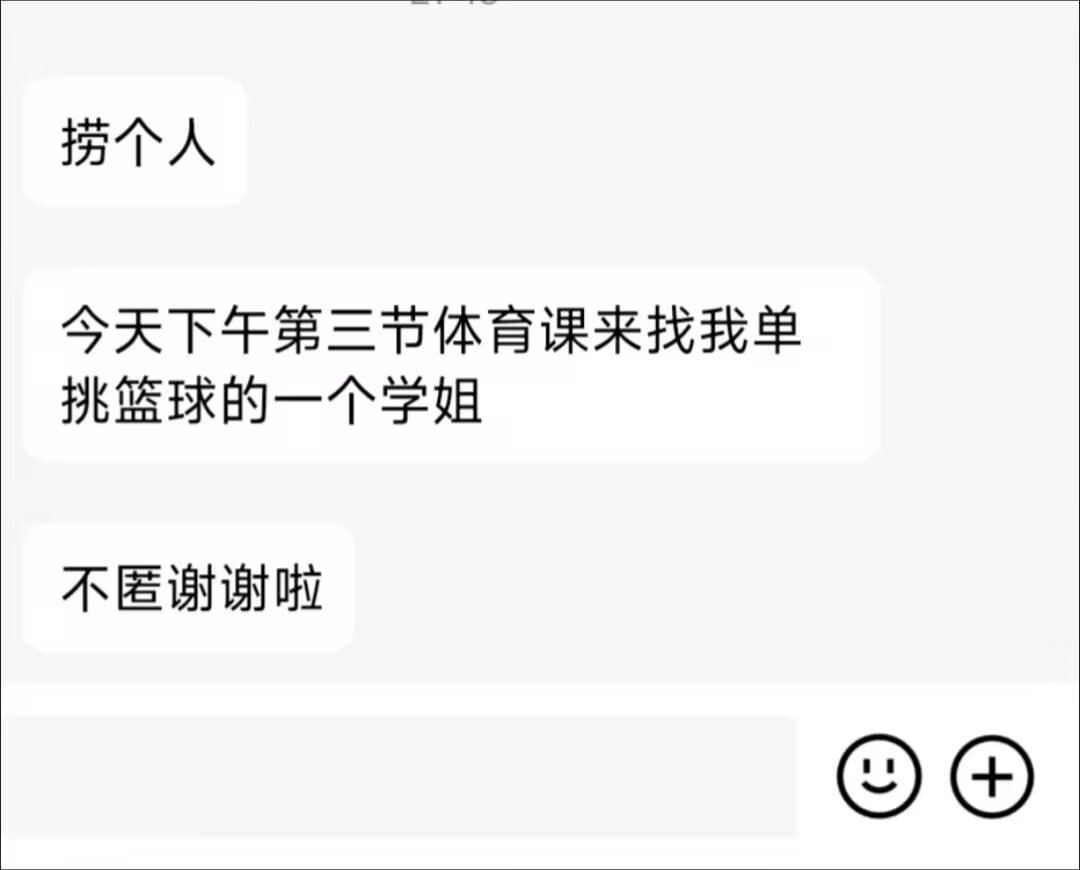 捞个人
今天下午第三节体育课来找我单
挑篮球的一个学姐
不匿谢谢啦